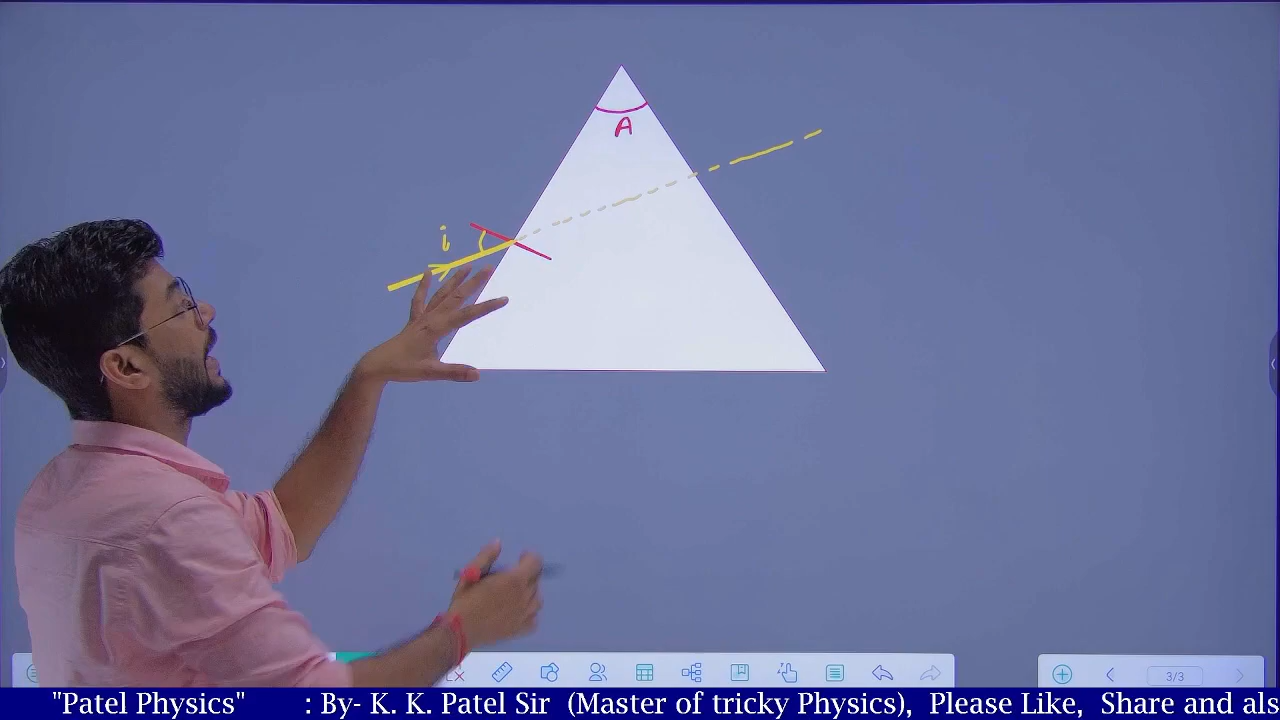 A
i
3/3
"Patel Physics" : By- K. K. Patel Sir (Master of tricky Physics), Please Like, Share and als